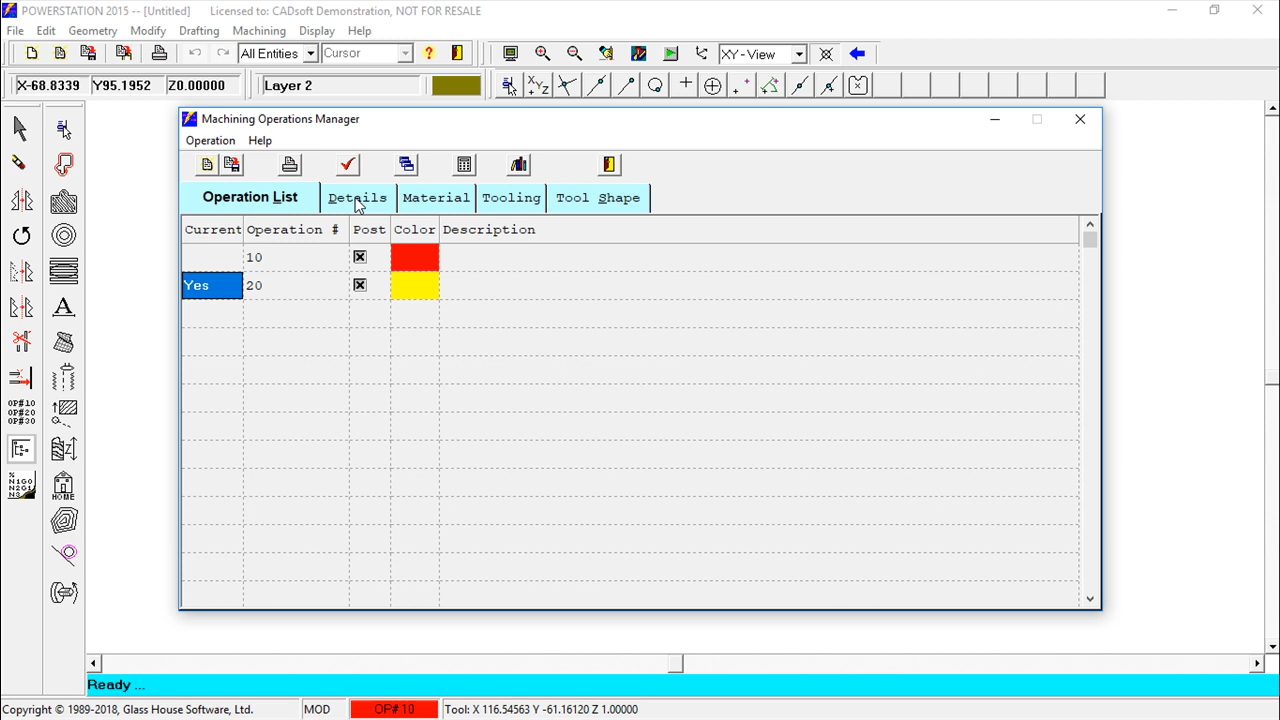 POWERSTATION 2015 -- [Untitled] Licensed to: CADsoft Demonstration, NOT FOR RESALE
File Edit Geometry Modify Drafting Machining Display Help
All Entities Cursor ? XY - View
X-68.8339 Y95.1952 Z0.00000 Layer 2 XYZ
Machining Operations Manager
Operation Help
Operation List Details Material Tooling Tool Shape
Current Operation # Post Color Description
10
Yes 20
A
OP#10
OP#20
OP#30
%
N1G0
N2G1
N3
HOME
Ready ...
Copyright © 1989-2018, Glass House Software, Ltd. MOD OP# 10 Tool: X 116.54563 Y -61.16120 Z 1.00000